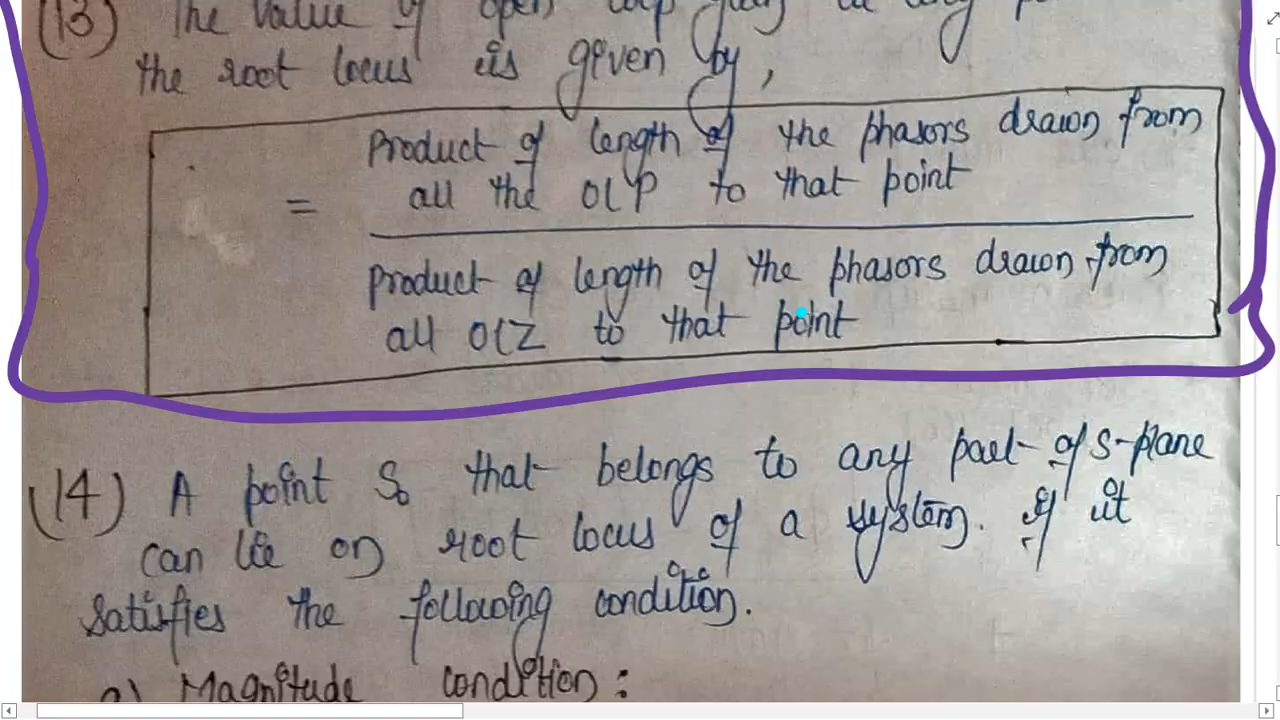 (13) The value of open loop gain at any
the root locus is given by,
Product of length of the phasors drawn from
all the OLP to that point
=
Product of length of the phasors drawn from
all OLZ to that point
(14) A point So that belongs to any part of s-plane
can lie on root locus of a system. if it
satisfies the following condition.
a) Magnitude condition: